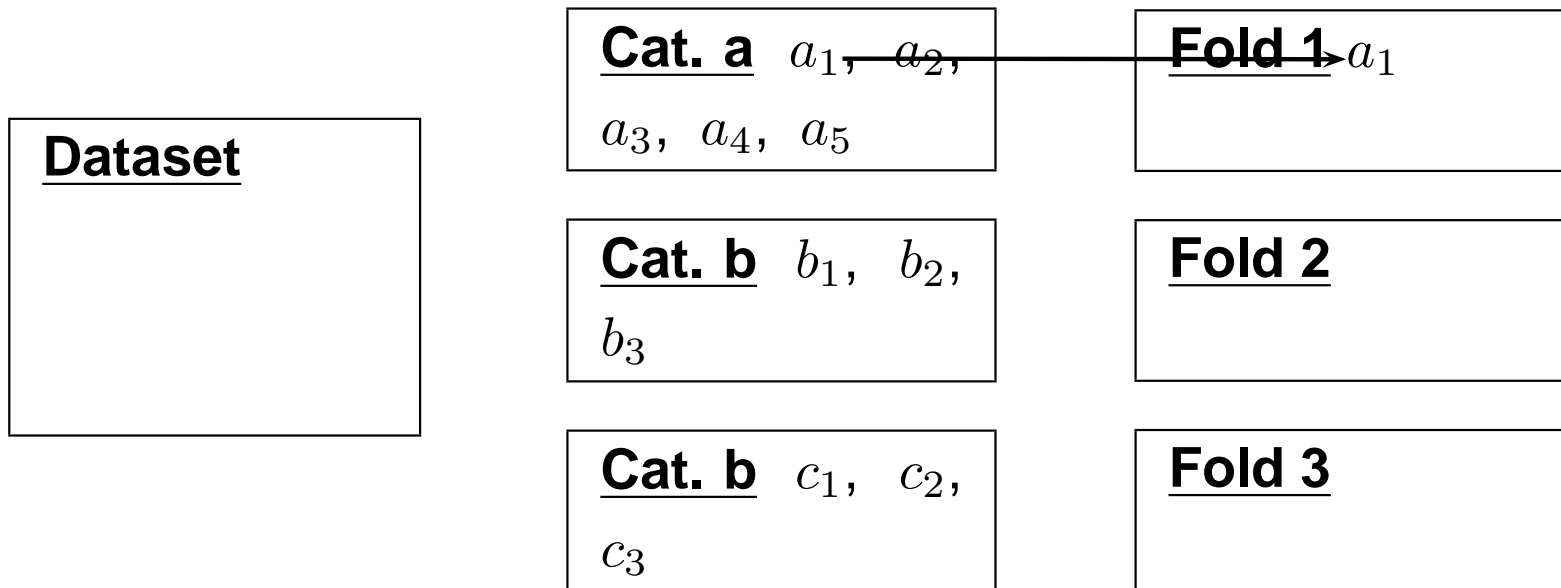 Dataset
Cat. a a₁, a₂,
a₃, a₄, a₅
Cat. b b₁, b₂,
b₃
Cat. b c₁, c₂,
c₃
Fold 1 a₁
Fold 2
Fold 3